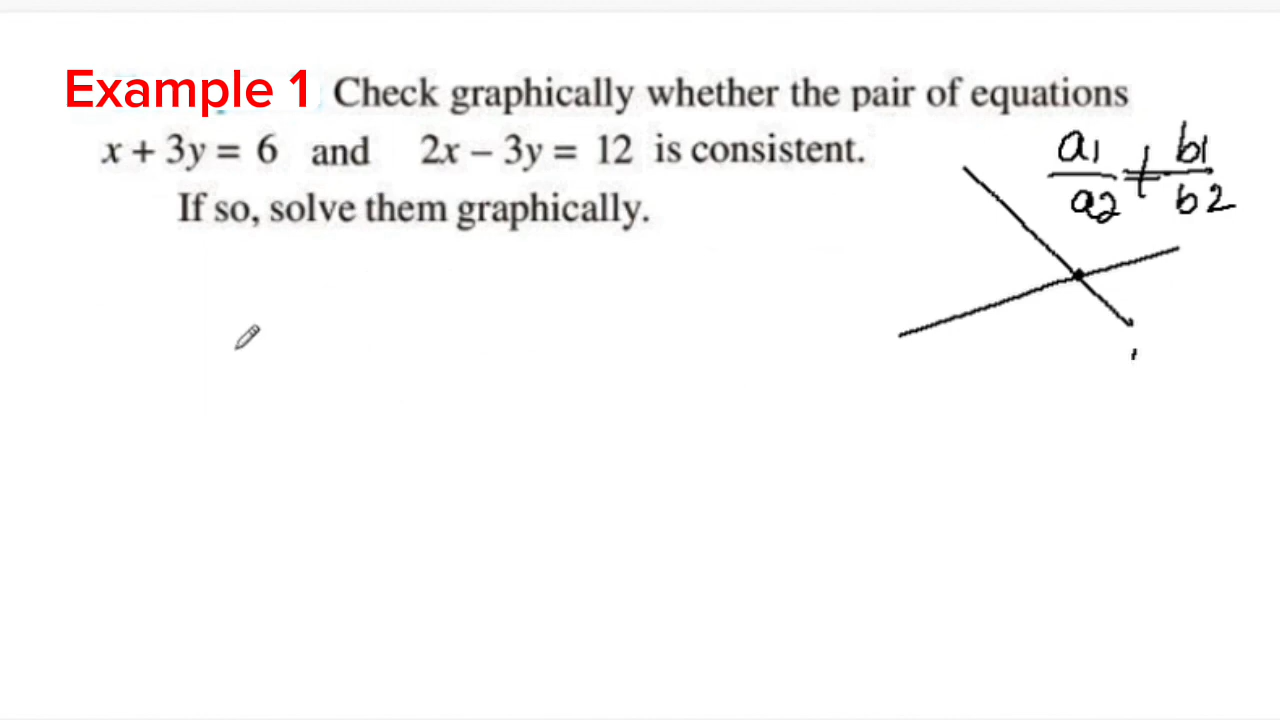 Example 1 Check graphically whether the pair of equations
x + 3y = 6 and 2x – 3y = 12 is consistent.
If so, solve them graphically.
a1/a2 ≠ b1/b2